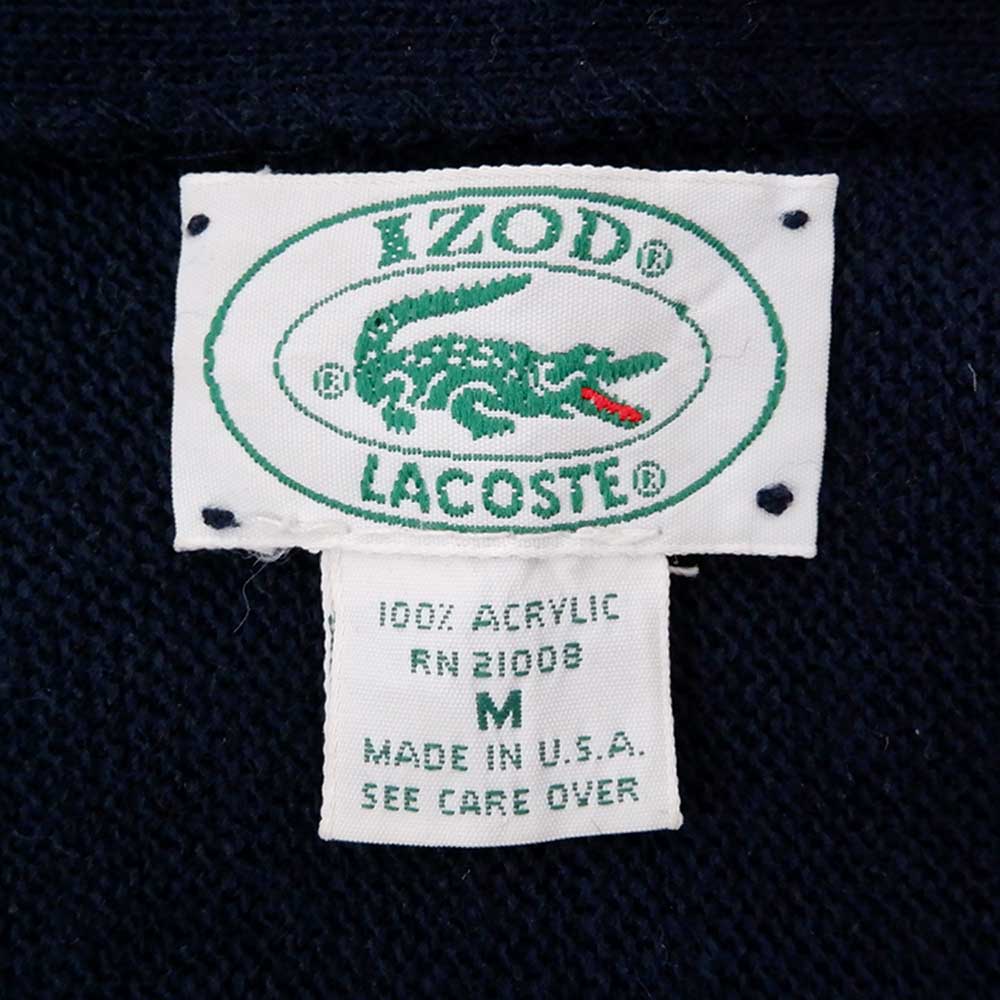 IZOD®
®
LACOSTE®
100% ACRYLIC
RN 21008
M
MADE IN U.S.A.
SEE CARE OVER